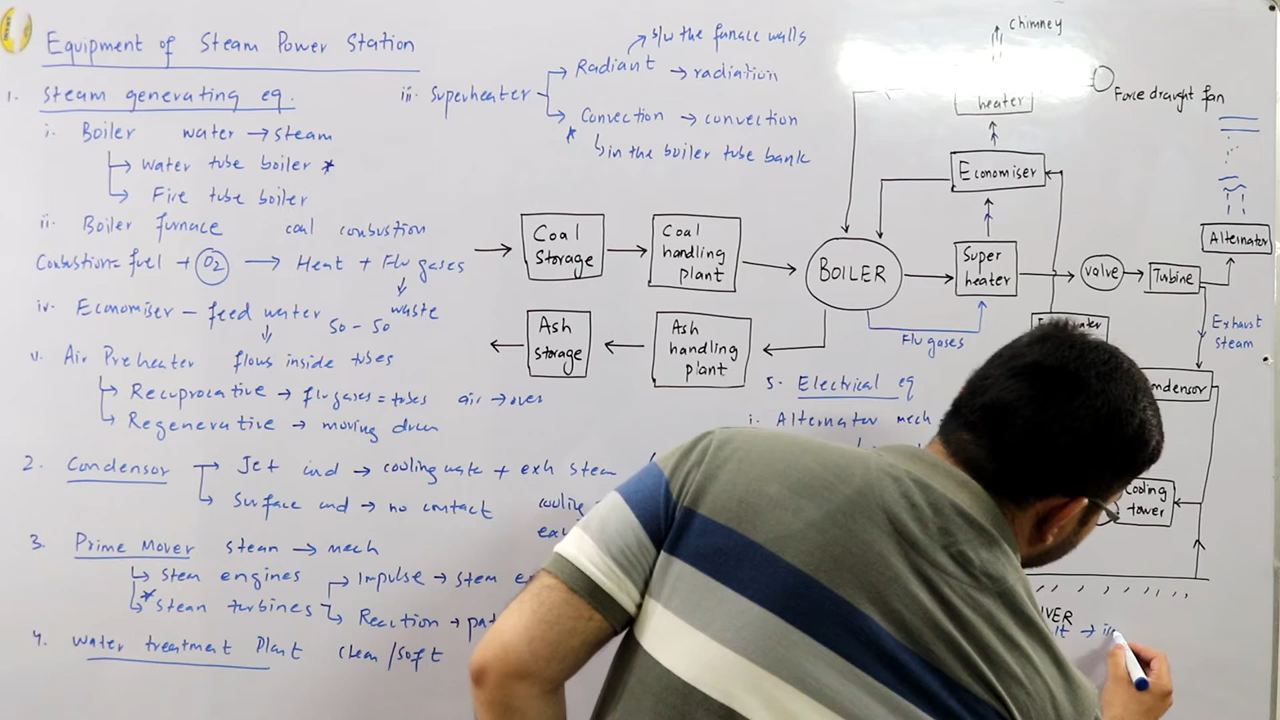 Equipment of Steam Power Station
1. Steam generating eq.
i. Boiler water → steam
→ water tube boiler *
→ Fire tube boiler
ii. Boiler furnace coal combustion
Combustion = fuel + O2 → Heat + Flu gases
↓ waste
iii. Superheater
→ Radiant → radiation
b/w the funace walls
→ Convection → convection
* ↳ in the boiler tube bank
iv. Economiser - feed water
↓ 50-50
v. Air Preheater flows inside tubes
→ Recuprocative → flu gases = tubes air → over
→ Regenerative → moving drum
2. Condensor → Jet cnd → cooling wate + exh steam
→ Surface cnd → no contact
3. Prime Mover steam → mech
→ Stem engines
* Stean turbines → Impulse → stem
→ Reaction →
4. Water treatment Plant clean/soft
5. Electrical eq
i. Alternator mech
chimney
heater
Force draught fan
Economiser
Coal Storage
Coal handling plant
BOILER
Super heater
valve
Turbine
Alternator
Ash storage
Ash handling plant
Flu gases
Exhaust steam
ndensor
Cooling tower
VER